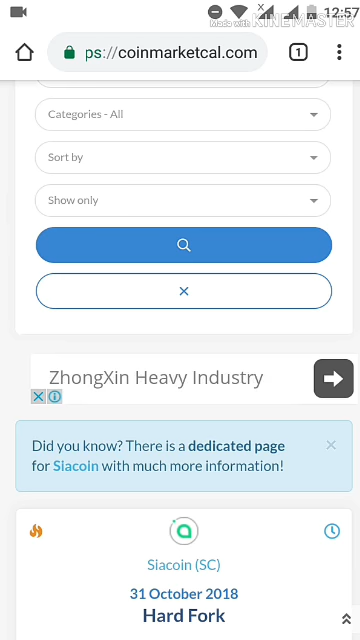 12:57
Made with KINEMASTER
ps://coinmarketcal.com
1
Categories - All
Sort by
Show only
ZhongXin Heavy Industry
Did you know? There is a dedicated page
for Siacoin with much more information!
Siacoin (SC)
31 October 2018
Hard Fork